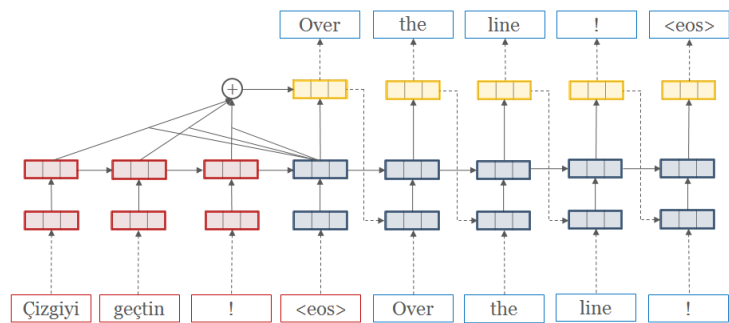 Over the line ! <eos>
+
Çizgiyi geçtin ! <eos> Over the line !